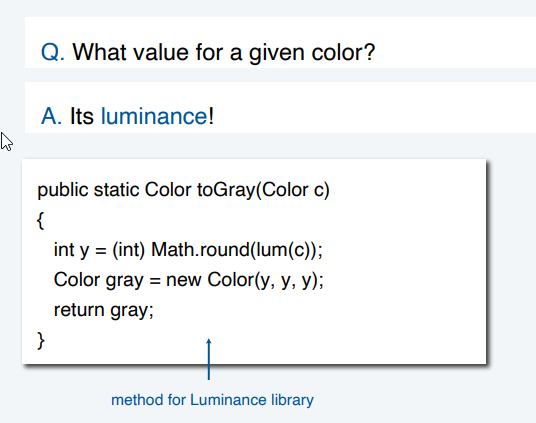 Q. What value for a given color?
A. Its luminance!
public static Color toGray(Color c)
{
int y = (int) Math.round(lum(c));
Color gray = new Color(y, y, y);
return gray;
}
method for Luminance library